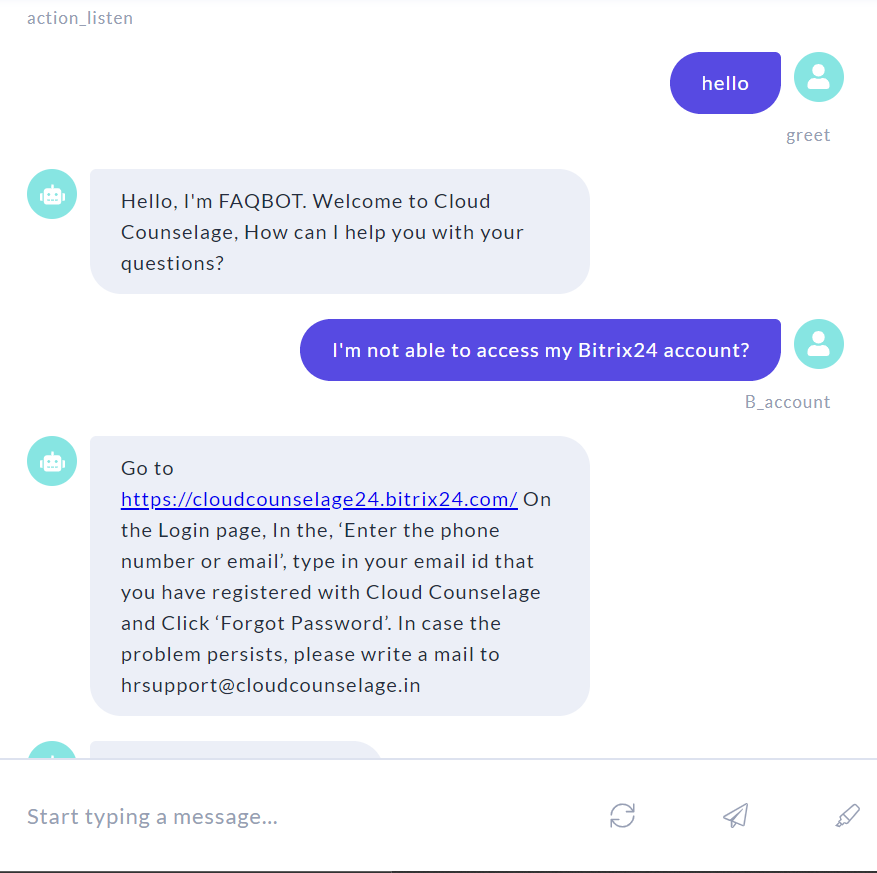 action_listen
hello
greet
Hello, I'm FAQBOT. Welcome to Cloud
Counselage, How can I help you with your
questions?
I'm not able to access my Bitrix24 account?
B_account
Go to
https://cloudcounselage24.bitrix24.com/ On
the Login page, In the, ‘Enter the phone
number or email’, type in your email id that
you have registered with Cloud Counselage
and Click ‘Forgot Password’. In case the
problem persists, please write a mail to
hrsupport@cloudcounselage.in
Start typing a message...